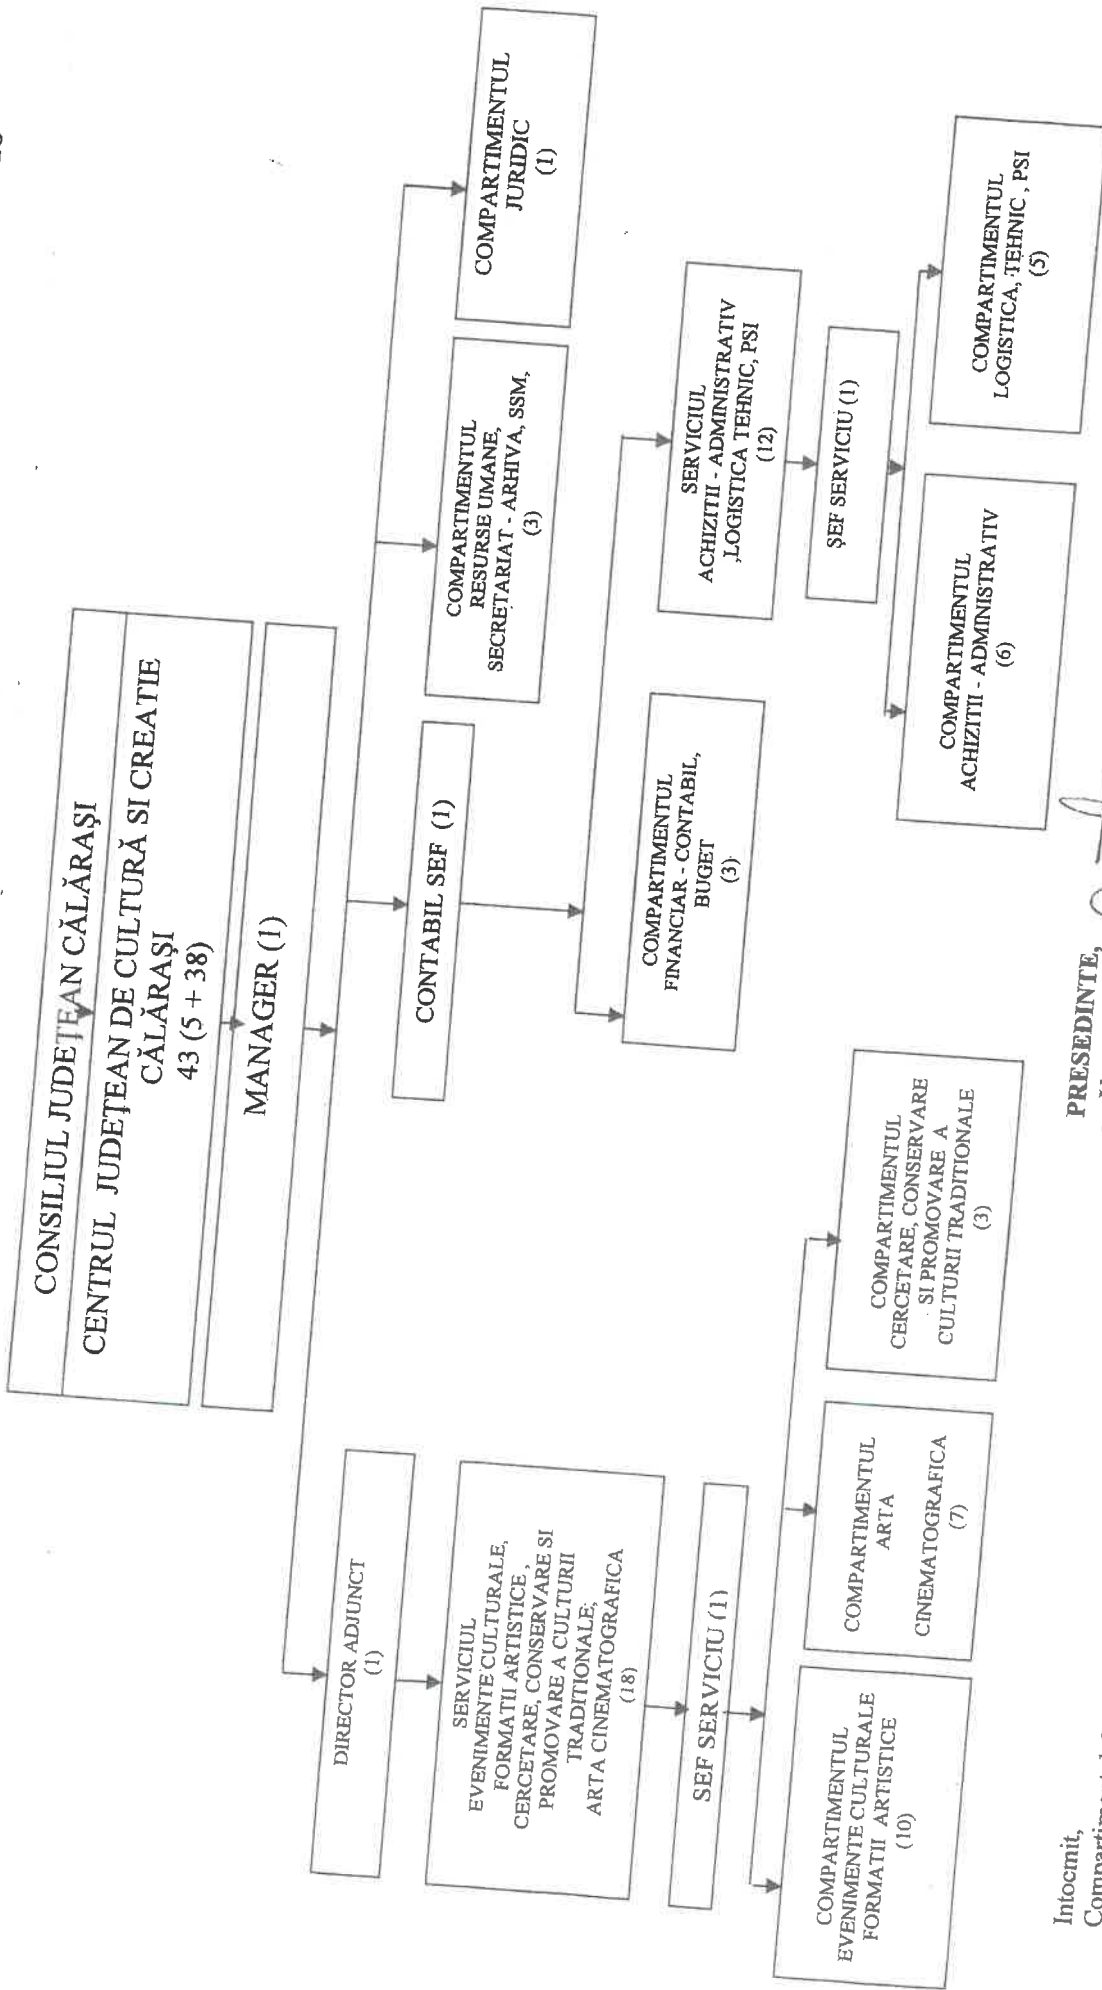 CONSILIUL JUDEȚEAN CĂLĂRAȘI
CENTRUL JUDEȚEAN DE CULTURĂ SI CREATIE
CĂLĂRAȘI
43 (5 + 38)
MANAGER (1)
DIRECTOR ADJUNCT
(1)
SERVICIUL
EVENIMENTE CULTURALE,
FORMATII ARTISTICE,
CERCETARE, CONSERVARE SI
PROMOVARE A CULTURII
TRADITIONALE,
ARTA CINEMATOGRAFICA
(18)
SEF SERVICIU (1)
COMPARTIMENTUL
EVENIMENTE CULTURALE
FORMATII ARTISTICE
(10)
COMPARTIMENTUL
ARTA
CINEMATOGRAFICA
(7)
COMPARTIMENTUL
CERCETARE, CONSERVARE
SI PROMOVARE A
CULTURII TRADITIONALE
(3)
CONTABIL SEF (1)
COMPARTIMENTUL
RESURSE UMANE,
SECRETARIAT - ARHIVA, SSM,
(3)
COMPARTIMENTUL
JURIDIC
(1)
COMPARTIMENTUL
FINANCIAR - CONTABIL,
BUGET
(3)
SERVICIUL
ACHIZITII - ADMINISTRATIV
,LOGISTICA TEHNIC, PSI
(12)
ȘEF SERVICIU (1)
COMPARTIMENTUL
ACHIZITII - ADMINISTRATIV
(6)
COMPARTIMENTUL
LOGISTICA, TEHNIC , PSI
(5)
PRESEDINTE,
Intocmit,